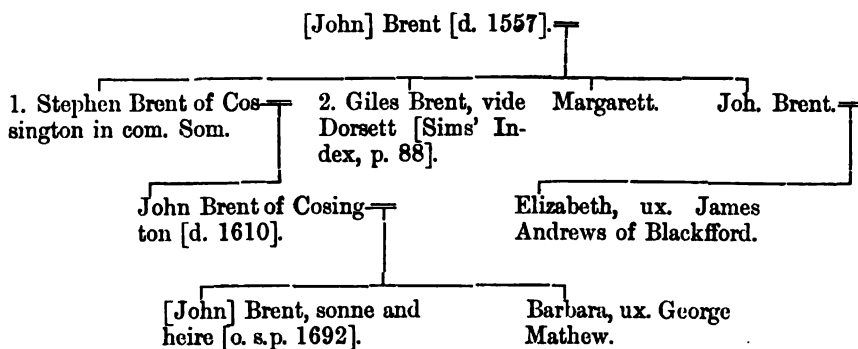 [John] Brent [d. 1557].
1. Stephen Brent of Cos-
sington in com. Som.
2. Giles Brent, vide
Dorsett [Sims' In-
dex, p. 88].
Margarett.
Joh. Brent.
John Brent of Cosing-
ton [d. 1610].
Elizabeth, ux. James
Andrews of Blackfford.
[John] Brent, sonne and
heire [o. s.p. 1692].
Barbara, ux. George
Mathew.